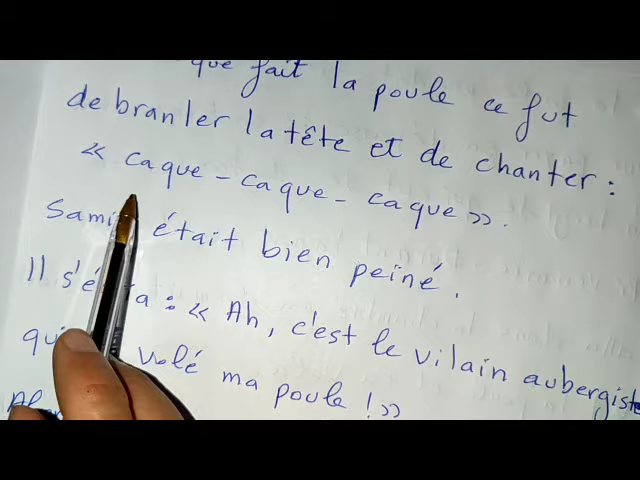 que fait la poule ce fut
de branler la tête et de chanter :
« caque - caque - caque ».
était bien peiné.
Il : « Ah, c'est le vilain aubergiste
volé ma poule ! »